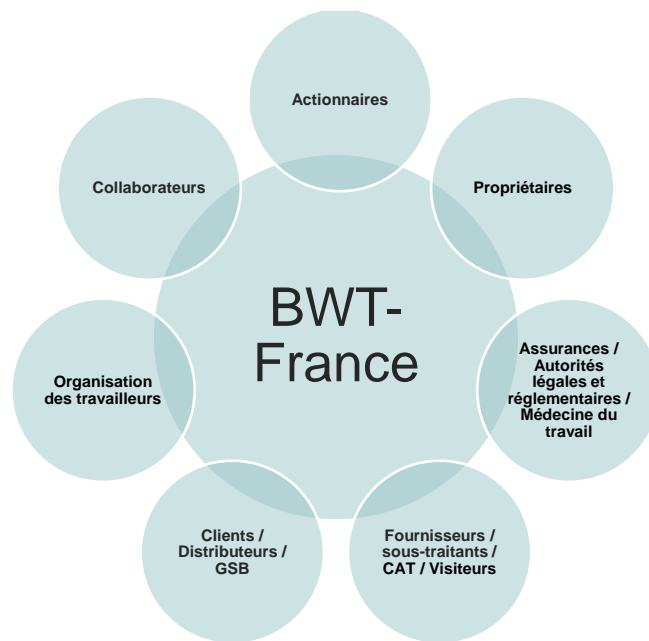 Actionnaires
Collaborateurs
Propriétaires
BWT-
France
Organisation
des travailleurs
Assurances /
Autorités
légales et
réglementaires /
Médecine du
travail
Clients /
Distributeurs /
GSB
Fournisseurs /
sous-traitants /
CAT / Visiteurs